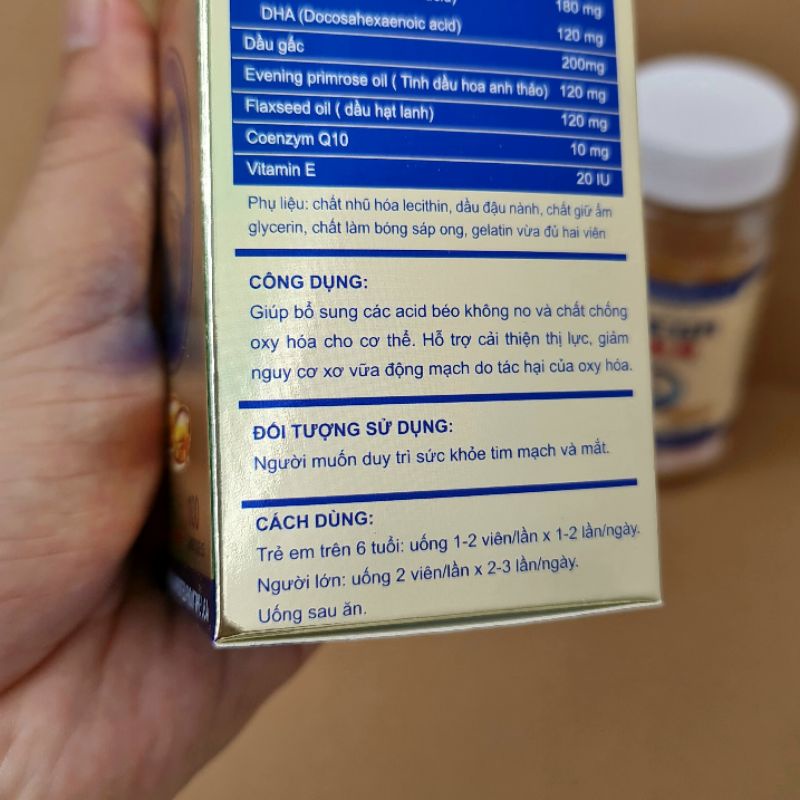 180 mg
DHA (Docosahexaenoic acid) 120 mg
Dầu gấc 200mg
Evening primrose oil ( Tinh dầu hoa anh thảo) 120 mg
Flaxseed oil ( dầu hạt lanh) 120 mg
Coenzym Q10 10 mg
Vitamin E 20 IU
Phụ liệu: chất nhũ hóa lecithin, dầu đậu nành, chất giữ ẩm
glycerin, chất làm bóng sáp ong, gelatin vừa đủ hai viên
CÔNG DỤNG:
Giúp bổ sung các acid béo không no và chất chống
oxy hóa cho cơ thể. Hỗ trợ cải thiện thị lực, giảm
nguy cơ xơ vữa động mạch do tác hại của oxy hóa.
ĐỐI TƯỢNG SỬ DỤNG:
Người muốn duy trì sức khỏe tim mạch và mắt.
CÁCH DÙNG:
Trẻ em trên 6 tuổi: uống 1-2 viên/lần x 1-2 lần/ngày.
Người lớn: uống 2 viên/lần x 2-3 lần/ngày.
Uống sau ăn.